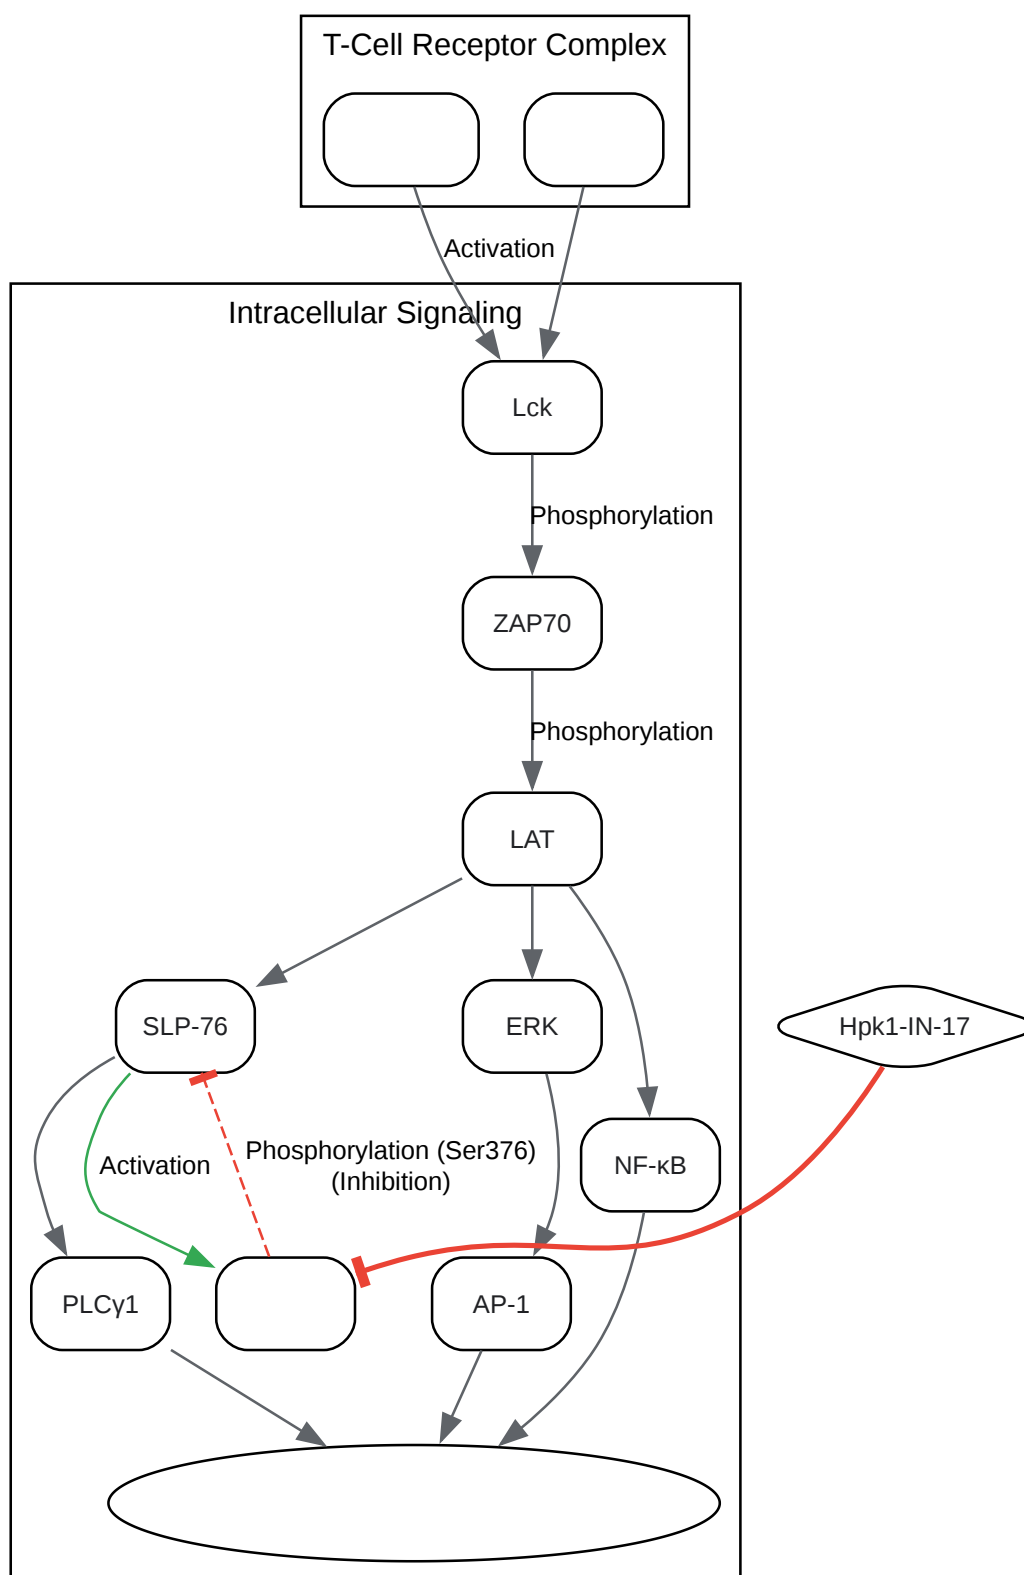 T-Cell Receptor Complex
Activation
Intracellular Signaling
Lck
Phosphorylation
ZAP70
Phosphorylation
LAT
SLP-76
ERK
Hpk1-IN-17
Activation
Phosphorylation (Ser376)
(Inhibition)
NF-κB
PLCγ1
AP-1